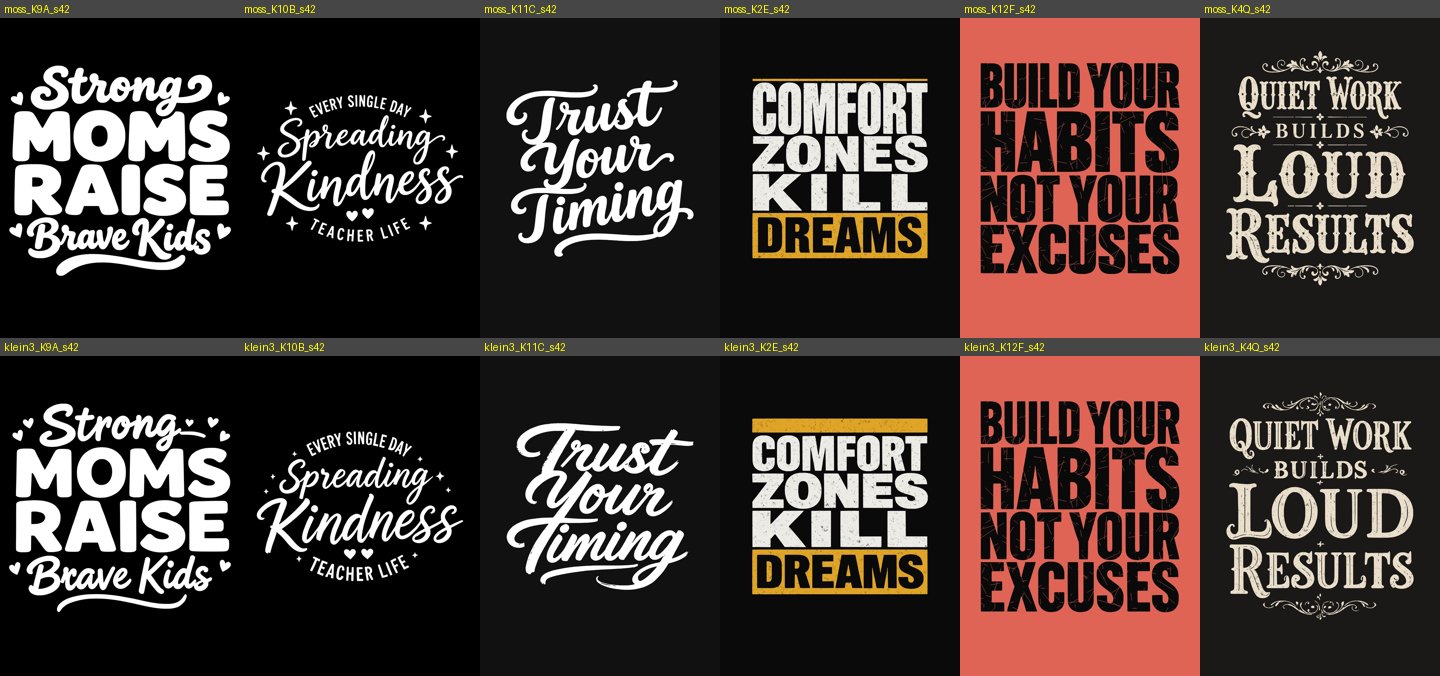 moss_K9A_s42
moss_K10B_s42
moss_K11C_s42
moss_K2E_s42
moss_K12F_s42
moss_K4Q_s42
Strong
MOMS
RAISE
Brave Kids
EVERY SINGLE DAY
Spreading
Kindness
TEACHER LIFE
Trust
Your
Timing
COMFORT
ZONES
KILL
DREAMS
BUILD YOUR
HABITS
NOT YOUR
EXCUSES
QUIET WORK
BUILDS
LOUD
RESULTS
klein3_K9A_s42
klein3_K10B_s42
klein3_K11C_s42
klein3_K2E_s42
klein3_K12F_s42
klein3_K4Q_s42
Strong
MOMS
RAISE
Brave Kids
EVERY SINGLE DAY
Spreading
Kindness
TEACHER LIFE
Trust
Your
Timing
COMFORT
ZONES
KILL
DREAMS
BUILD YOUR
HABITS
NOT YOUR
EXCUSES
QUIET WORK
BUILDS
LOUD
RESULTS